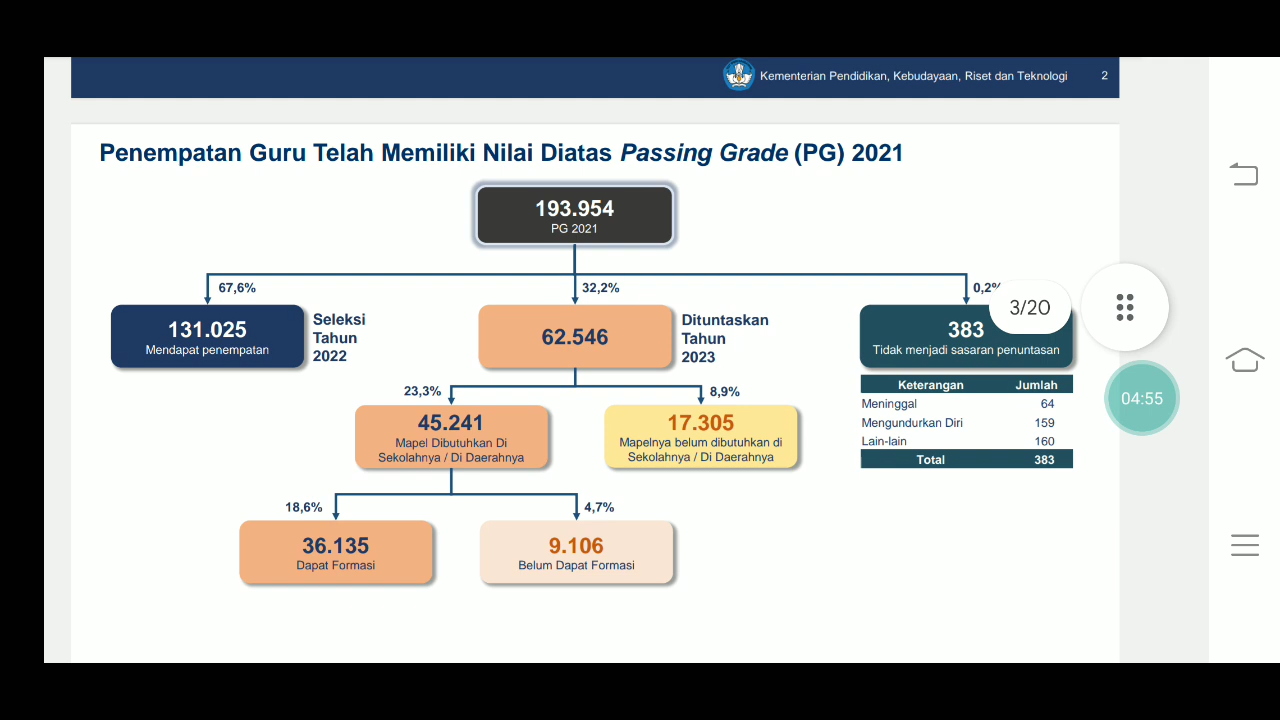 Kementerian Pendidikan, Kebudayaan, Riset dan Teknologi 2
Penempatan Guru Telah Memiliki Nilai Diatas Passing Grade (PG) 2021
193.954
PG 2021
67,6%
32,2%
0,2%
131.025
Mendapat penempatan
Seleksi
Tahun
2022
62.546
Dituntaskan
Tahun
2023
383
Tidak menjadi sasaran penuntasan
3/20
04:55
Keterangan Jumlah
Meninggal 64
Mengundurkan Diri 159
Lain-lain 160
Total 383
23,3%
8,9%
45.241
Mapel Dibutuhkan Di
Sekolahnya / Di Daerahnya
17.305
Mapelnya belum dibutuhkan di
Sekolahnya / Di Daerahnya
18,6%
4,7%
36.135
Dapat Formasi
9.106
Belum Dapat Formasi